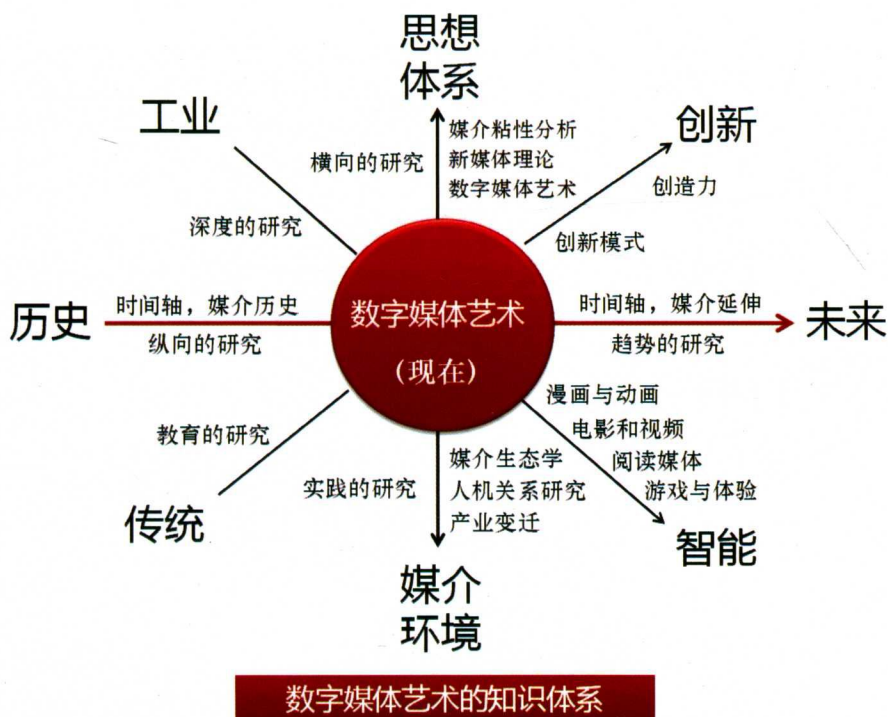 思想
体系
工业
创新
媒介粘性分析
横向的研究
新媒体理论
数字媒体艺术
创造力
深度的研究
创新模式
历史
时间轴，媒介历史
纵向的研究
数字媒体艺术
（现在）
时间轴，媒介延伸
趋势的研究
未来
漫画与动画
电影和视频
阅读媒体
游戏与体验
教育的研究
实践的研究
媒介生态学
人机关系研究
产业变迁
传统
智能
媒介
环境
数字媒体艺术的知识体系